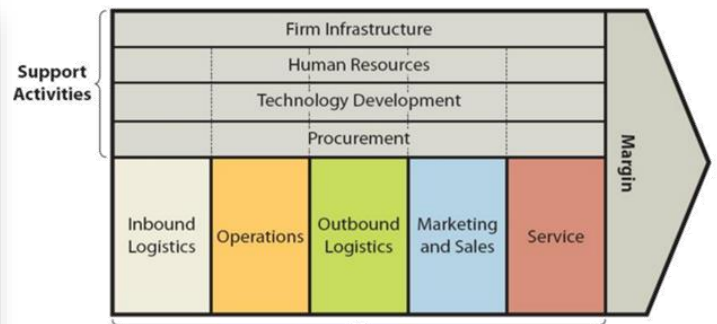 Firm Infrastructure
Human Resources
Support
Activities
Technology Development
Procurement
Margin
Inbound
Logistics
Operations
Outbound
Logistics
Marketing
and Sales
Service